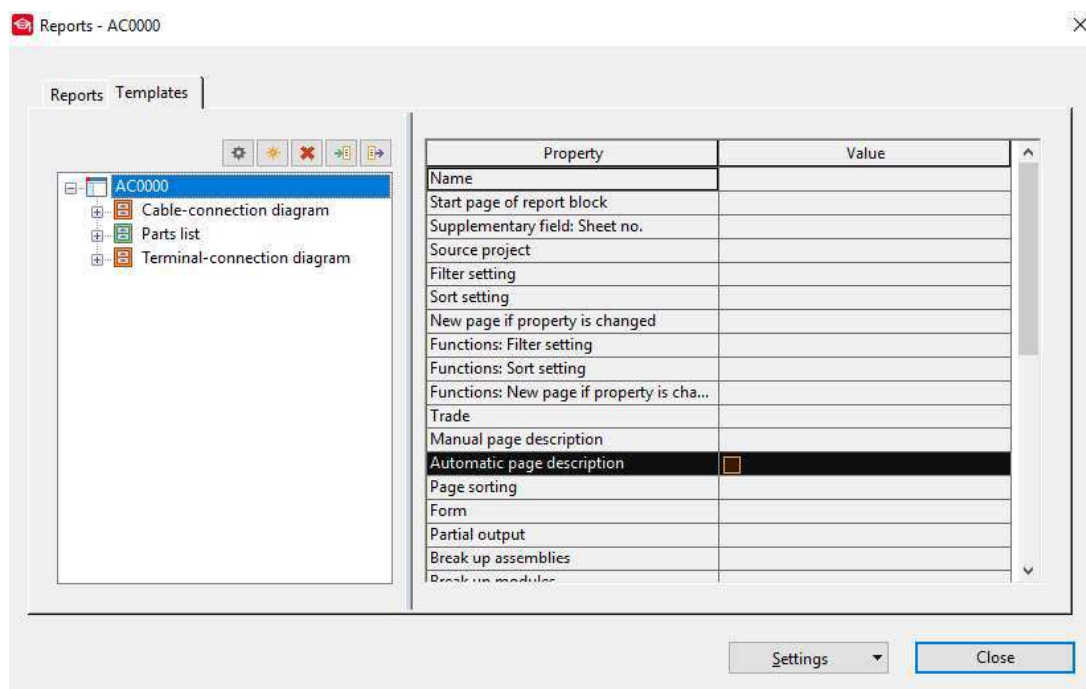 Reports - AC0000
Reports Templates
AC0000
Cable-connection diagram
Parts list
Terminal-connection diagram
Property Value
Name
Start page of report block
Supplementary field: Sheet no.
Source project
Filter setting
Sort setting
New page if property is changed
Functions: Filter setting
Functions: Sort setting
Functions: New page if property is cha...
Trade
Manual page description
Automatic page description
Page sorting
Form
Partial output
Break up assemblies
Break up modules
Settings Close